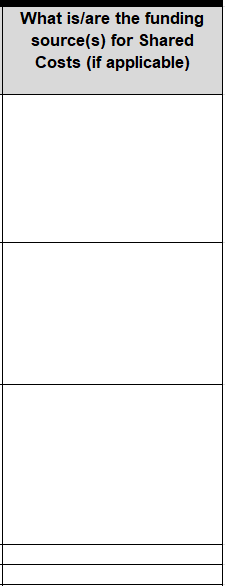 What is/are the funding
source(s) for Shared
Costs (if applicable)